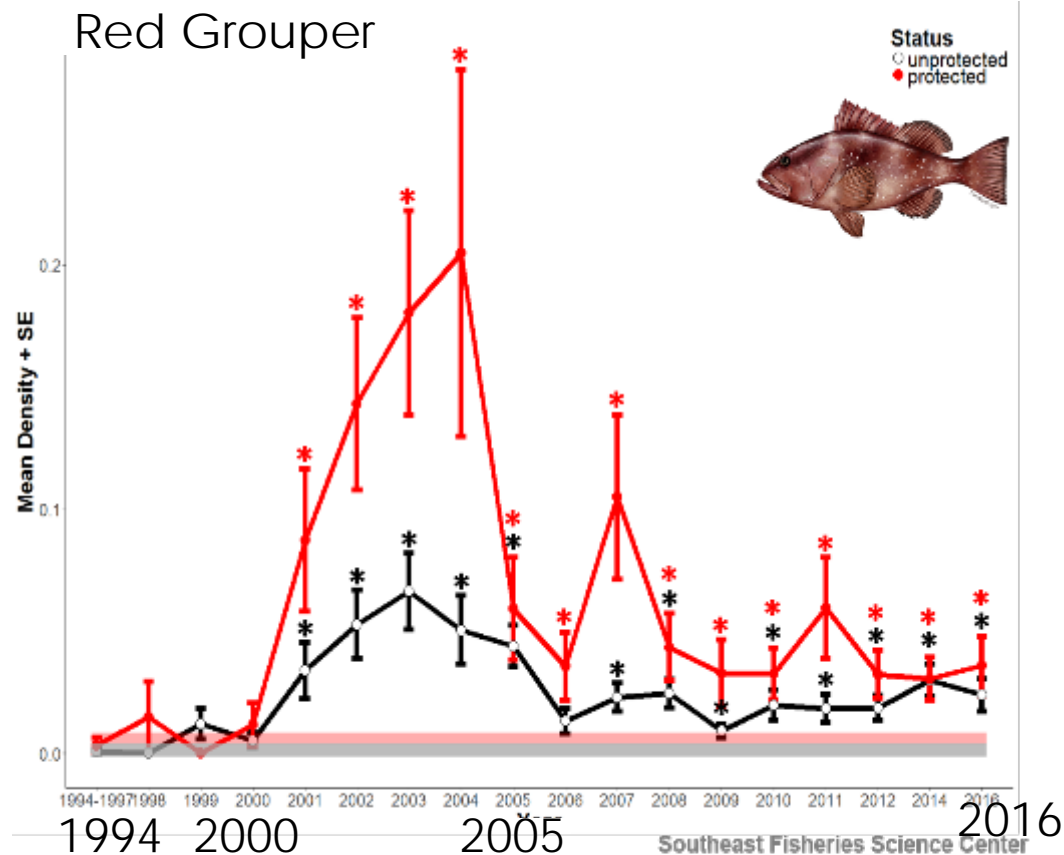 Red Grouper
Status
unprotected
protected
0.2
Mean Density + SE
0.1
0.0
1994-1997 1998 1999 2000 2001 2002 2003 2004 2005 2006 2007 2008 2009 2010 2011 2012 2014 2016
1994 2000 2005 2016
Southeast Fisheries Science Center